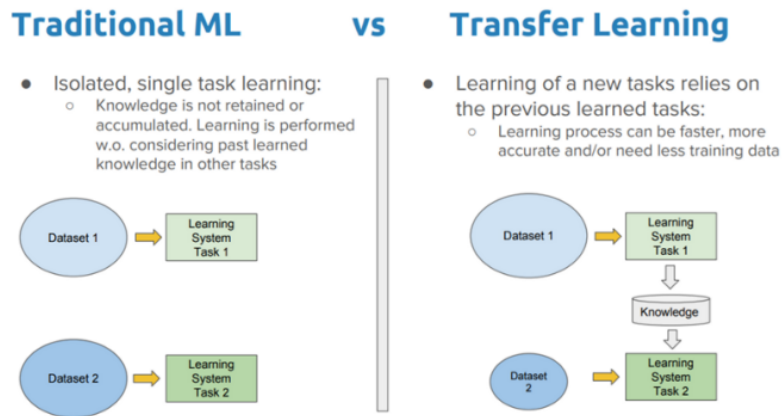 Traditional ML vs Transfer Learning
● Isolated, single task learning:
○ Knowledge is not retained or
accumulated. Learning is performed
w.o. considering past learned
knowledge in other tasks
Dataset 1
Learning
System
Task 1
Dataset 2
Learning
System
Task 2
● Learning of a new tasks relies on
the previous learned tasks:
○ Learning process can be faster, more
accurate and/or need less training data
Dataset 1
Learning
System
Task 1
Knowledge
Dataset
2
Learning
System
Task 2